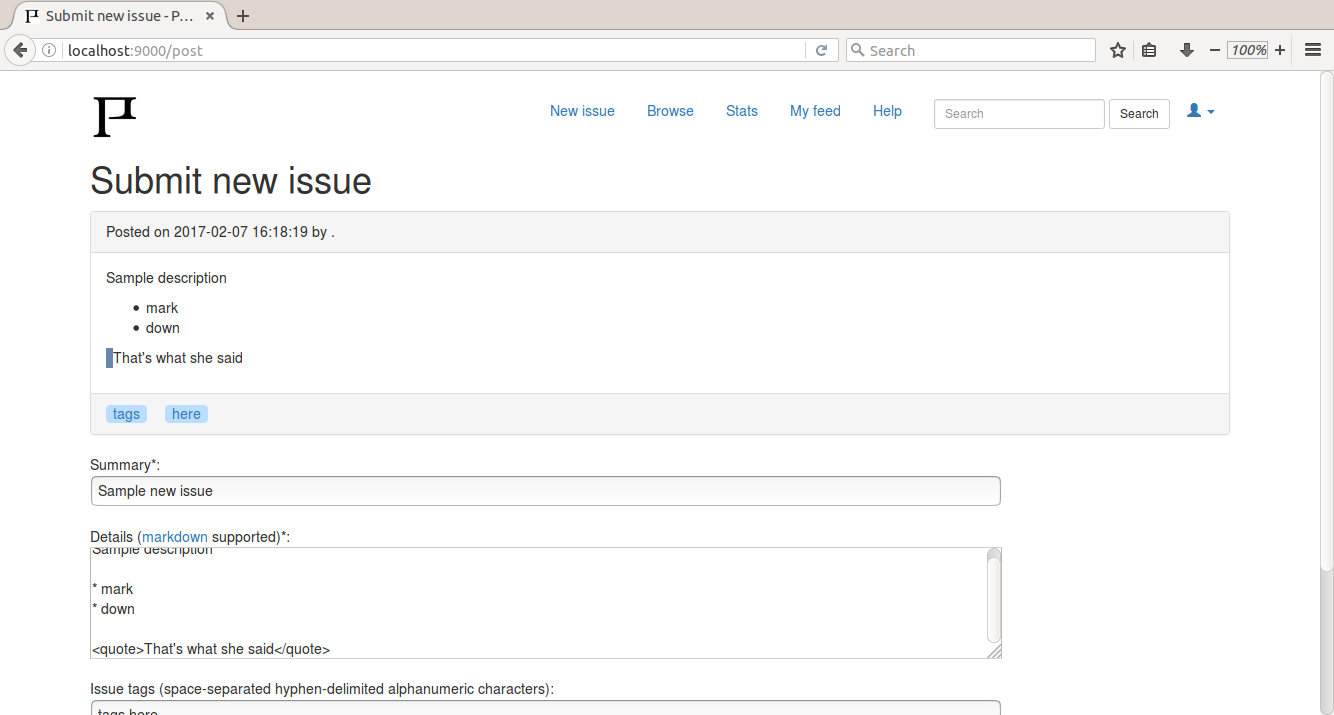 Submit new issue - P...
localhost:9000/post
Search
100%
New issue
Browse
Stats
My feed
Help
Search
Search
Submit new issue
Posted on 2017-02-07 16:18:19 by .
Sample description
• mark
• down
That's what she said
tags here
Summary*:
Sample new issue
Details (markdown supported)*:
Sample description
* mark
* down
<quote>That's what she said</quote>
Issue tags (space-separated hyphen-delimited alphanumeric characters):
tags here